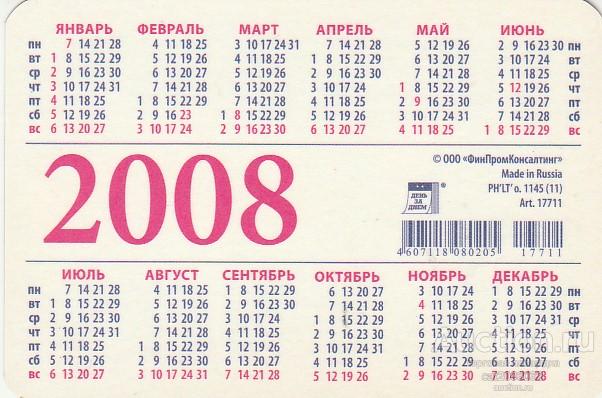 ЯНВАРЬ ФЕВРАЛЬ МАРТ АПРЕЛЬ МАЙ ИЮНЬ
пн 7 14 21 28 4 11 18 25 3 10 17 24 31 7 14 21 28 5 12 19 26 2 9 16 23 30 пн
вт 1 8 15 22 29 5 12 19 26 4 11 18 25 1 8 15 22 29 6 13 20 27 3 10 17 24 вт
ср 2 9 16 23 30 6 13 20 27 5 12 19 26 2 9 16 23 30 7 14 21 28 4 11 18 25 ср
чт 3 10 17 24 31 7 14 21 28 6 13 20 27 3 10 17 24 1 8 15 22 29 5 12 19 26 чт
пт 4 11 18 25 1 8 15 22 29 7 14 21 28 4 11 18 25 2 9 16 23 30 6 13 20 27 пт
сб 5 12 19 26 2 9 16 23 1 8 15 22 29 5 12 19 26 3 10 17 24 31 7 14 21 28 сб
вс 6 13 20 27 3 10 17 24 2 9 16 23 30 6 13 20 27 4 11 18 25 1 8 15 22 29 вс
2008
© ООО «ФинПромКонсалтинг»
Made in Russia
PH'LT' о. 1145 (11)
Art. 17711
ДЕНЬ ЗА ДНЕМ ®
4607118 080205 17711
ИЮЛЬ АВГУСТ СЕНТЯБРЬ ОКТЯБРЬ НОЯБРЬ ДЕКАБРЬ
пн 7 14 21 28 4 11 18 25 1 8 15 22 29 6 13 20 27 3 10 17 24 1 8 15 22 29 пн
вт 1 8 15 22 29 5 12 19 26 2 9 16 23 30 7 14 21 28 4 11 18 25 2 9 16 23 30 вт
ср 2 9 16 23 30 6 13 20 27 3 10 17 24 1 8 15 22 29 5 12 19 26 3 10 17 24 31 ср
чт 3 10 17 24 31 7 14 21 28 4 11 18 25 2 9 16 23 30 6 13 20 27 4 11 18 25 чт
пт 4 11 18 25 1 8 15 22 29 5 12 19 26 3 10 17 24 31 7 14 21 28 5 12 19 26 пт
сб 5 12 19 26 2 9 16 23 30 6 13 20 27 4 11 18 25 1 8 15 22 29 6 13 20 27 сб
вс 6 13 20 27 3 10 17 24 31 7 14 21 28 5 12 19 26 2 9 16 23 30 7 14 21 28 вс
Auction.ru
auction.ru